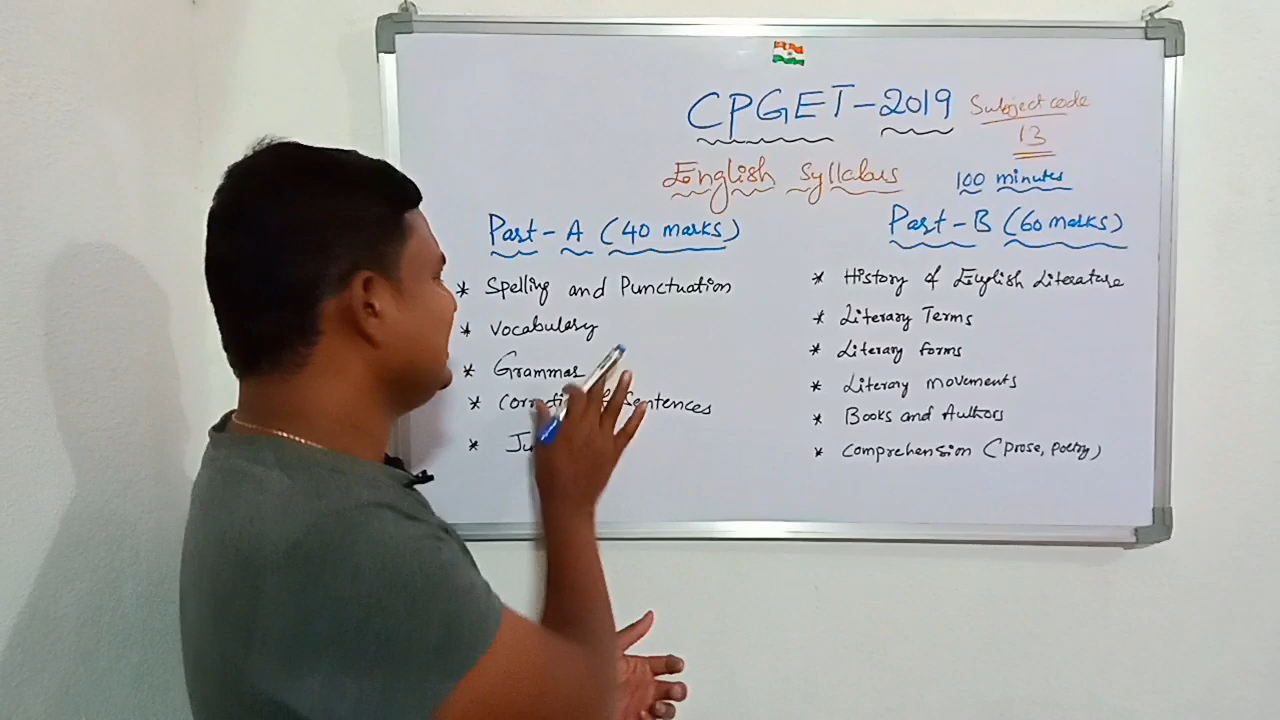 CPGET-2019
Subject code
13
English Syllabus
100 minutes
Part-A (40 marks)
* Spelling and Punctuation
* Vocabulary
* Grammar
* Sentences
Part-B (60 marks)
* History of English Literature
* Literary Terms
* Literary forms
* Literary movements
* Books and Authors
* Comprehension (Prose, Poetry)